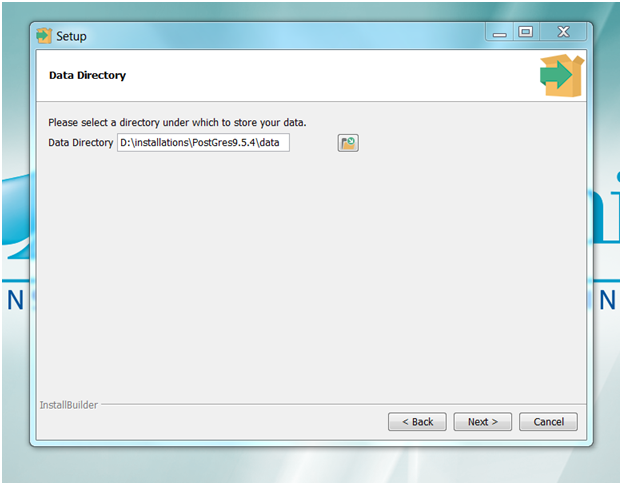 Setup
Data Directory
Please select a directory under which to store your data.
Data Directory D:\installations\PostGres9.5.4\data
InstallBuilder
< Back Next > Cancel